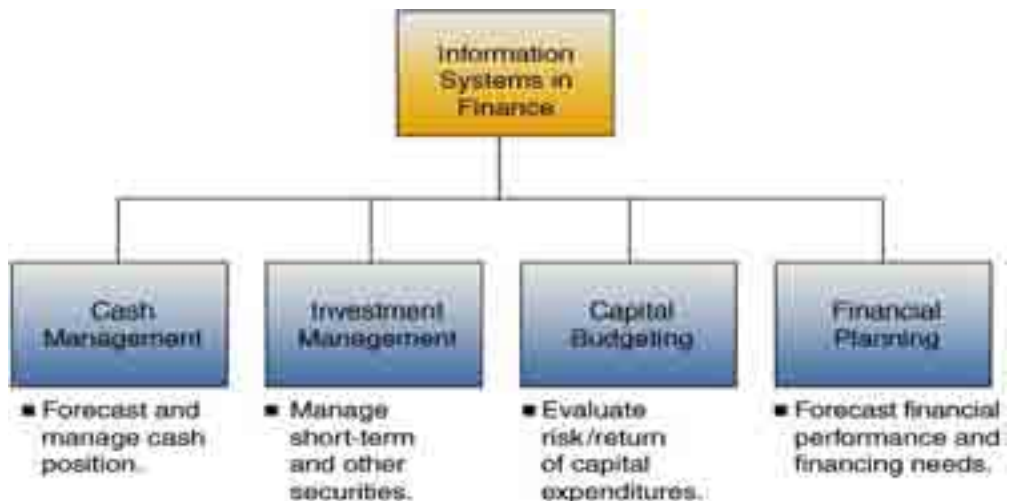 Information
Systems in
Finance
Cash
Management
Investment
Management
Capital
Budgeting
Financial
Planning
■ Forecast and
manage cash
position.
■ Manage
short-term
and other
securities.
■ Evaluate
risk/return
of capital
expenditures.
■ Forecast financial
performance and
financing needs.